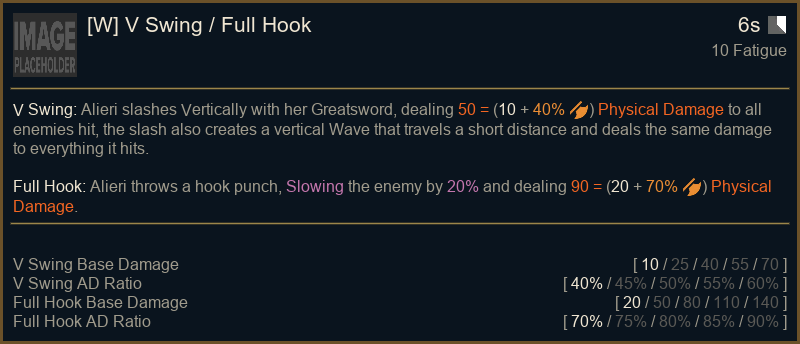 IMAGE
PLACEHOLDER
[W] V Swing / Full Hook
6s
10 Fatigue
V Swing: Alieri slashes Vertically with her Greatsword, dealing 50 = (10 + 40% ) Physical Damage to all
enemies hit, the slash also creates a vertical Wave that travels a short distance and deals the same damage
to everything it hits.
Full Hook: Alieri throws a hook punch, Slowing the enemy by 20% and dealing 90 = (20 + 70% ) Physical
Damage.
V Swing Base Damage [ 10 / 25 / 40 / 55 / 70 ]
V Swing AD Ratio [ 40% / 45% / 50% / 55% / 60% ]
Full Hook Base Damage [ 20 / 50 / 80 / 110 / 140 ]
Full Hook AD Ratio [ 70% / 75% / 80% / 85% / 90% ]